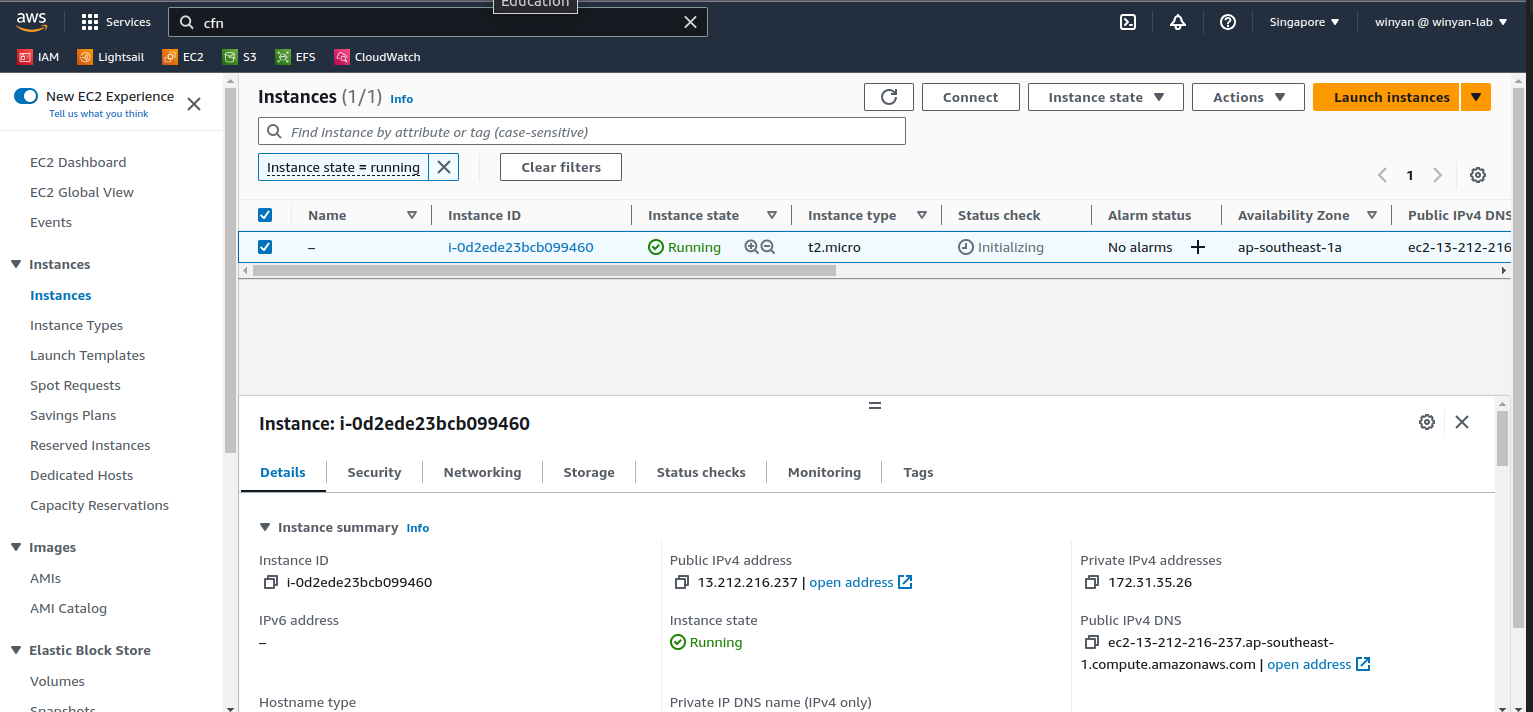 Education
aws
Services
cfn
Singapore
winyan @ winyan-lab
IAM
Lightsail
EC2
S3
EFS
CloudWatch
New EC2 Experience
Tell us what you think
EC2 Dashboard
EC2 Global View
Events
Instances
Instances
Instance Types
Launch Templates
Spot Requests
Savings Plans
Reserved Instances
Dedicated Hosts
Capacity Reservations
Images
AMIs
AMI Catalog
Elastic Block Store
Volumes
Snapshots
Instances (1/1) Info
Connect
Instance state
Actions
Launch instances
Find instance by attribute or tag (case-sensitive)
Instance state = running
Clear filters
1
Name Instance ID Instance state Instance type Status check Alarm status Availability Zone Public IPv4 DNS
– i-0d2ede23bcb099460 Running t2.micro Initializing No alarms + ap-southeast-1a ec2-13-212-216
Instance: i-0d2ede23bcb099460
Details Security Networking Storage Status checks Monitoring Tags
Instance summary Info
Instance ID
i-0d2ede23bcb099460
Public IPv4 address
13.212.216.237 | open address
Private IPv4 addresses
172.31.35.26
IPv6 address
–
Instance state
Running
Public IPv4 DNS
ec2-13-212-216-237.ap-southeast-
1.compute.amazonaws.com | open address
Hostname type
Private IP DNS name (IPv4 only)